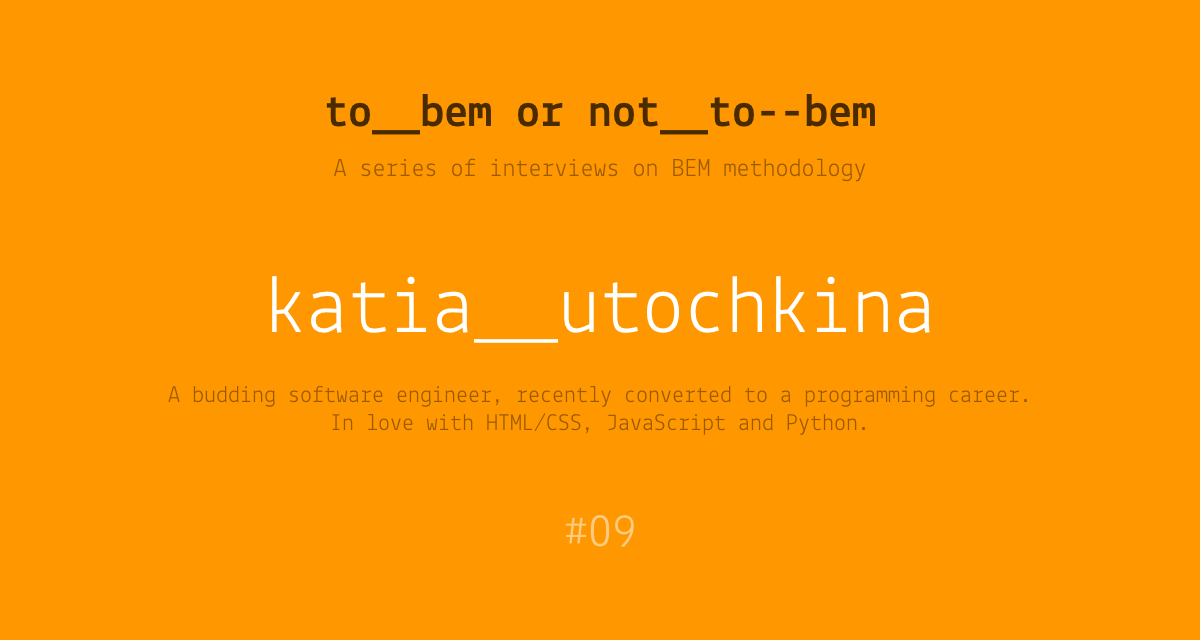 to__bem or not__to--bem
A series of interviews on BEM methodology
katia__utochkina
A budding software engineer, recently converted to a programming career.
In love with HTML/CSS, JavaScript and Python.
#09